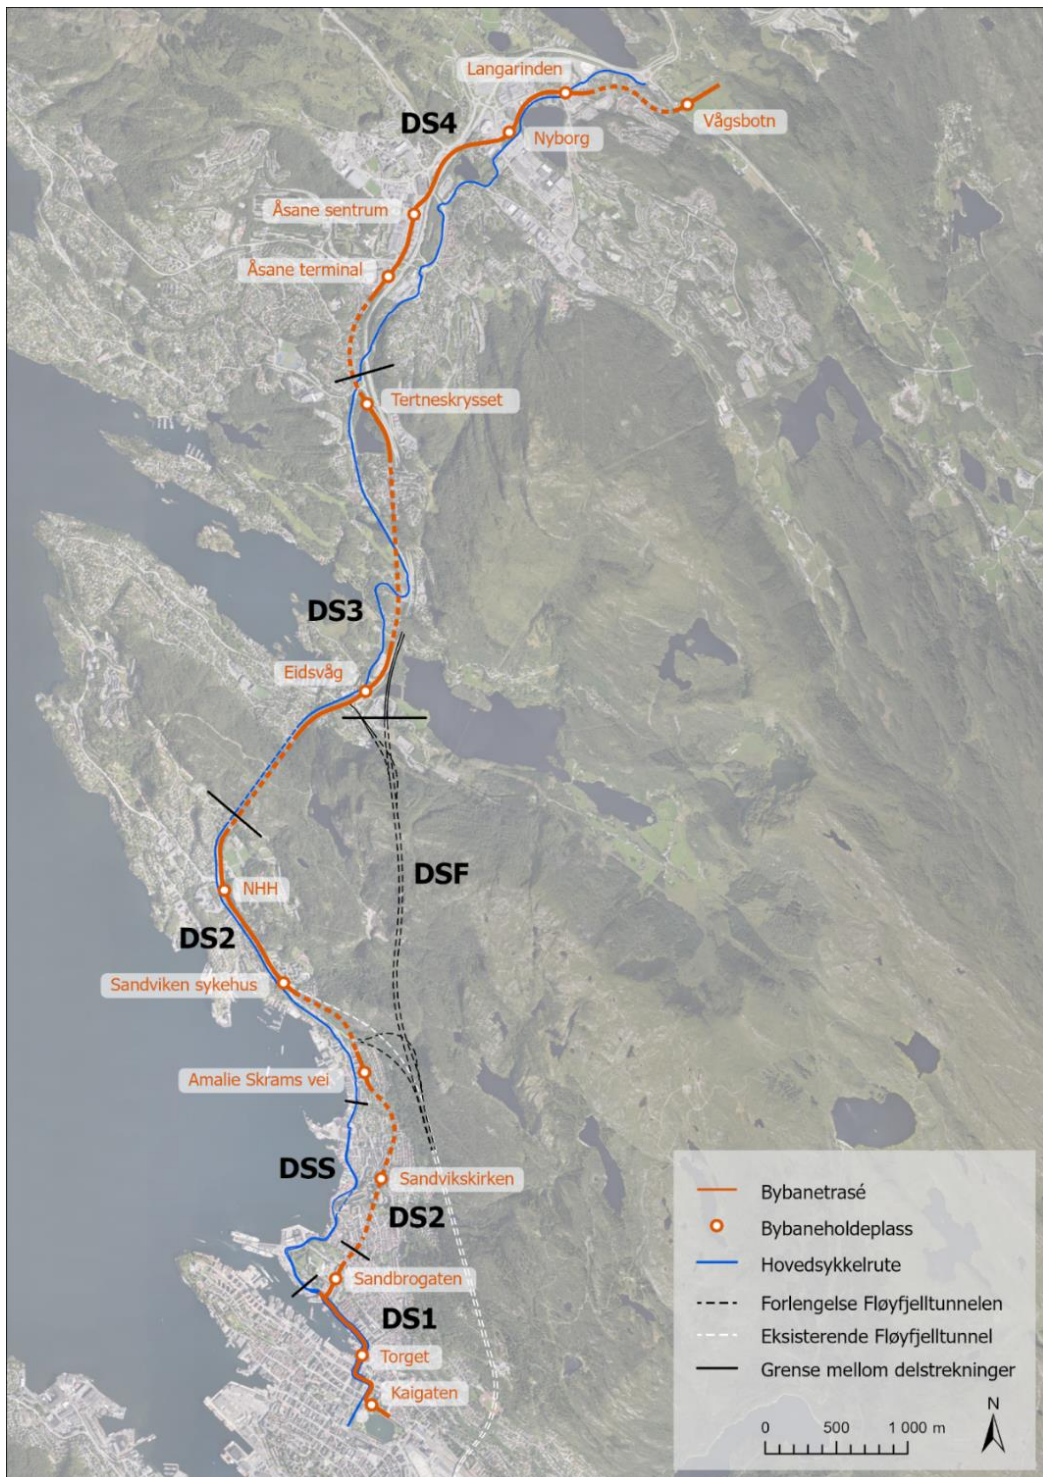 Langarinden
DS4
Vågsbotn
Nyborg
Åsane sentrum
Åsane terminal
Tertneskrysset
DS3
Eidsvåg
DSF
NHH
DS2
Sandviken sykehus
Amalie Skrams vei
DSS
Sandvikskirken
DS2
Sandbrogaten
DS1
Torget
Kaigaten
Bybanetrasé
Bybaneholdeplass
Hovedsykkelrute
Forlengelse Fløyfjelltunnelen
Eksisterende Fløyfjelltunnel
Grense mellom delstrekninger
N
0 500 1 000 m